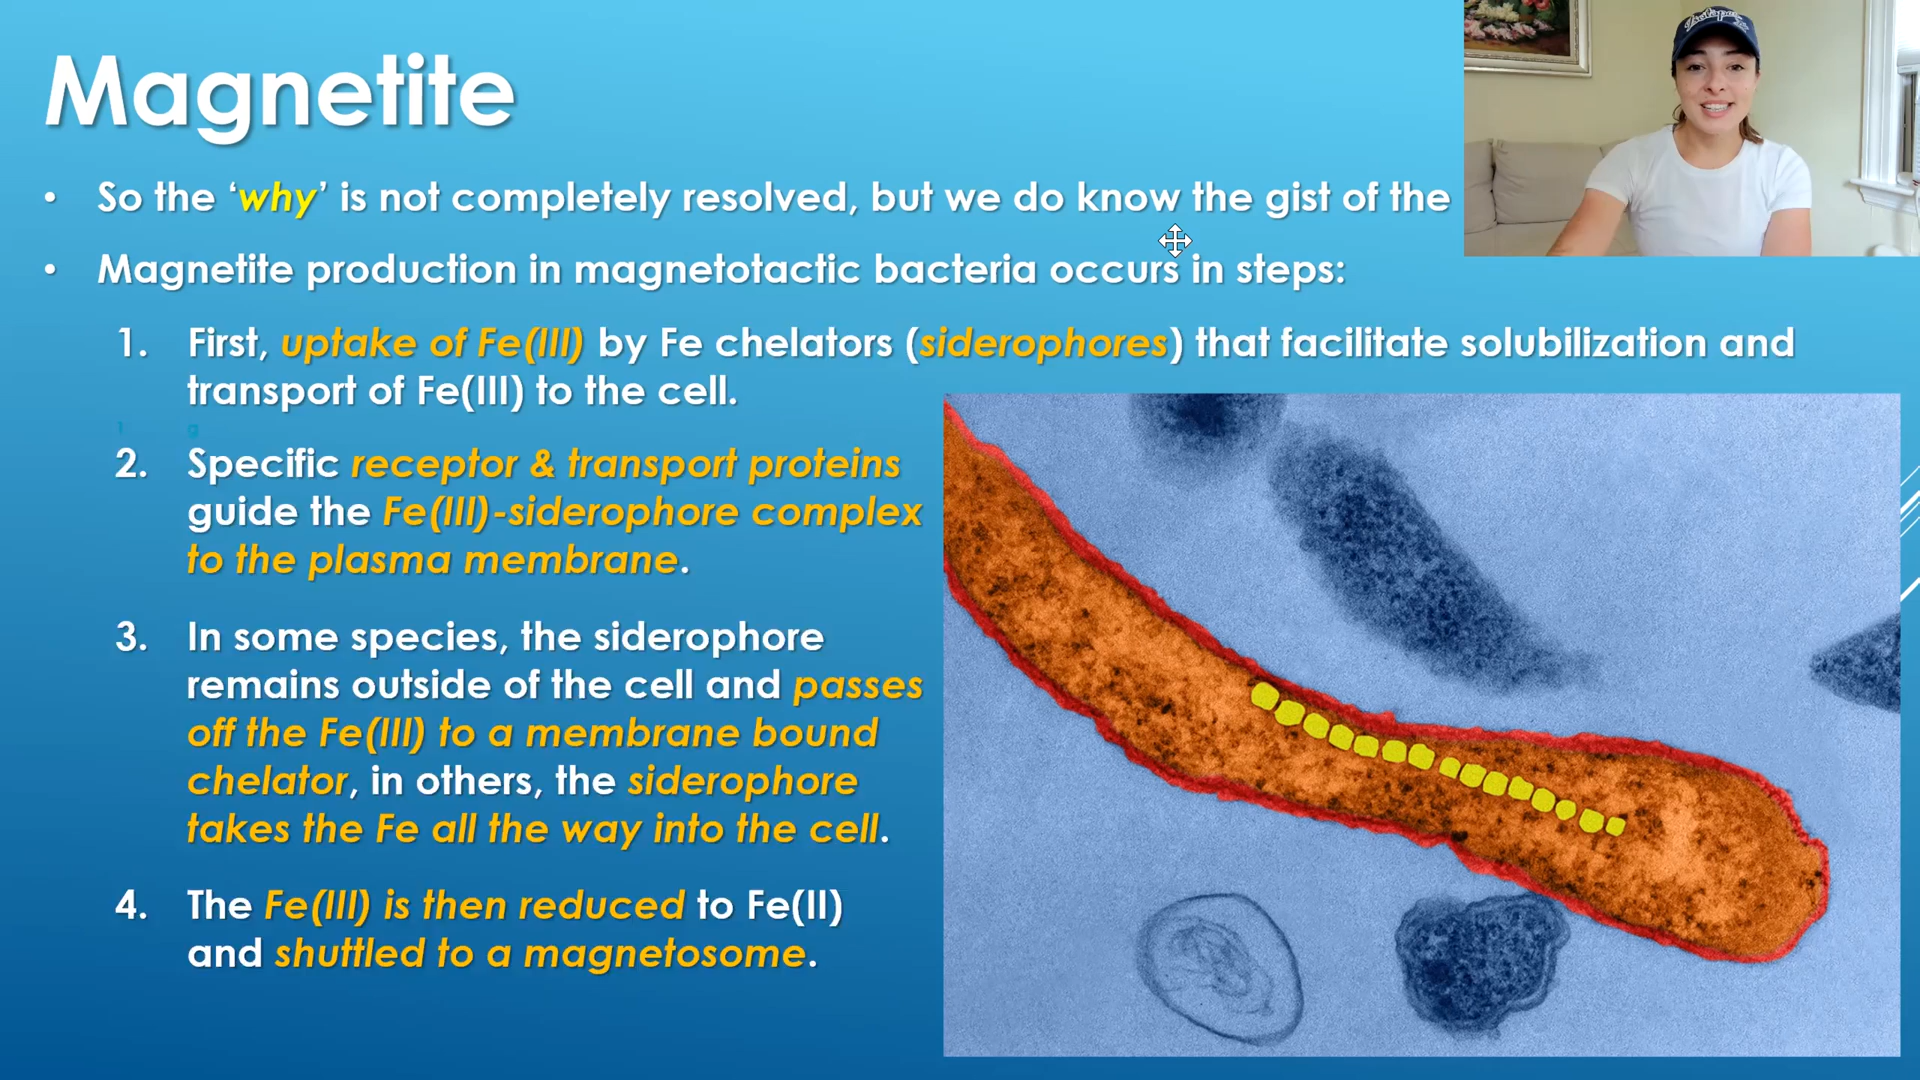 Magnetite
• So the ‘why’ is not completely resolved, but we do know the gist of the
• Magnetite production in magnetotactic bacteria occurs in steps:
1. First, uptake of Fe(III) by Fe chelators (siderophores) that facilitate solubilization and
transport of Fe(III) to the cell.
2. Specific receptor & transport proteins
guide the Fe(III)-siderophore complex
to the plasma membrane.
3. In some species, the siderophore
remains outside of the cell and passes
off the Fe(III) to a membrane bound
chelator, in others, the siderophore
takes the Fe all the way into the cell.
4. The Fe(III) is then reduced to Fe(II)
and shuttled to a magnetosome.